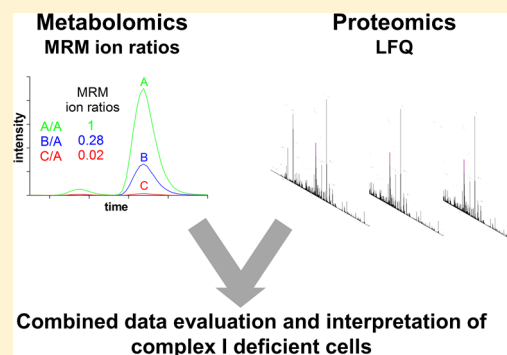 Metabolomics
MRM ion ratios
Proteomics
LFQ
intensity
MRM
ion ratios
A/A 1
B/A 0.28
C/A 0.02
A
B
C
time
Combined data evaluation and interpretation of
complex I deficient cells